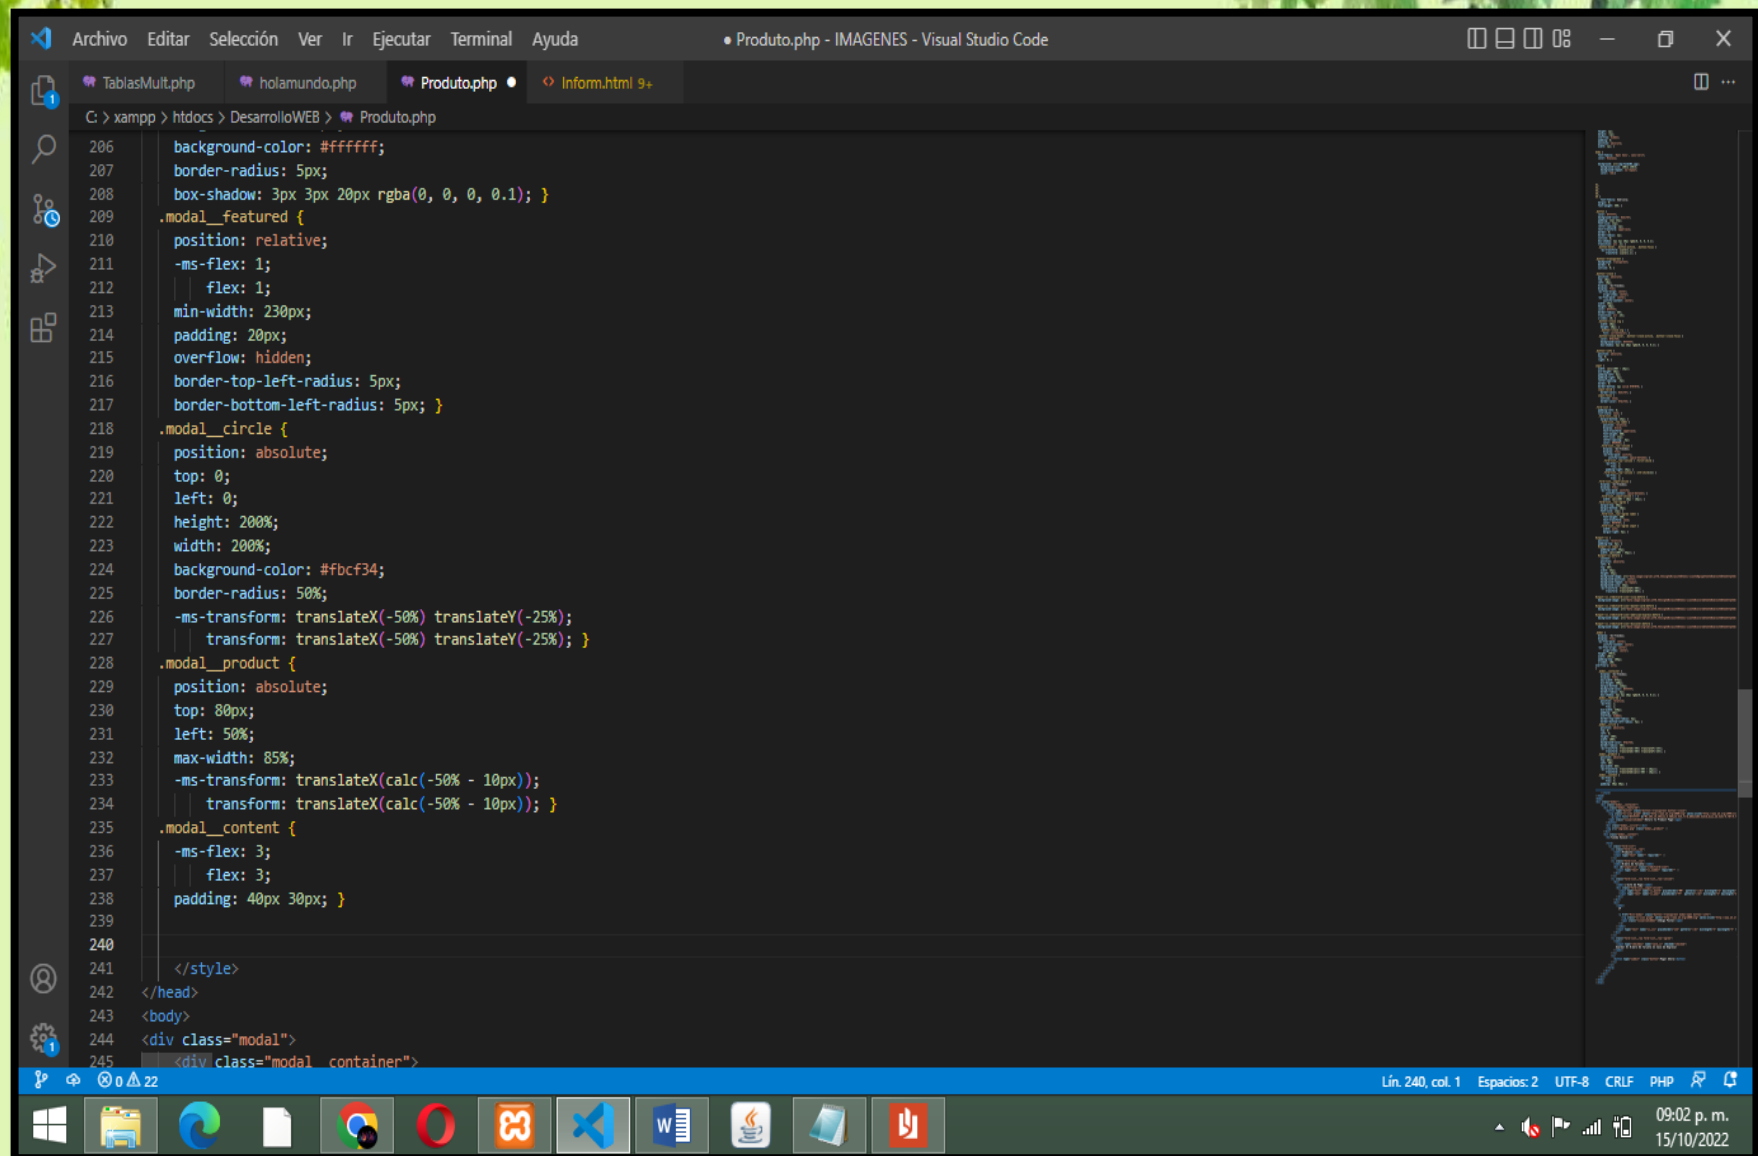 Archivo Editar Selección Ver Ir Ejecutar Terminal Ayuda
● Produto.php - IMAGENES - Visual Studio Code
TablasMult.php holamundo.php Produto.php ● Inform.html 9+
C: > xampp > htdocs > DesarrolloWEB > Produto.php
206 background-color: #ffffff;
207 border-radius: 5px;
208 box-shadow: 3px 3px 20px rgba(0, 0, 0, 0.1); }
209 .modal__featured {
210 position: relative;
211 -ms-flex: 1;
212 flex: 1;
213 min-width: 230px;
214 padding: 20px;
215 overflow: hidden;
216 border-top-left-radius: 5px;
217 border-bottom-left-radius: 5px; }
218 .modal__circle {
219 position: absolute;
220 top: 0;
221 left: 0;
222 height: 200%;
223 width: 200%;
224 background-color: #fbcf34;
225 border-radius: 50%;
226 -ms-transform: translateX(-50%) translateY(-25%);
227 transform: translateX(-50%) translateY(-25%); }
228 .modal__product {
229 position: absolute;
230 top: 80px;
231 left: 50%;
232 max-width: 85%;
233 -ms-transform: translateX(calc(-50% - 10px));
234 transform: translateX(calc(-50% - 10px)); }
235 .modal__content {
236 -ms-flex: 3;
237 flex: 3;
238 padding: 40px 30px; }
239
240
241 </style>
242 </head>
243 <body>
244 <div class="modal">
245 <div class="modal__container">
0 22
Lín. 240, col. 1 Espacios: 2 UTF-8 CRLF PHP
09:02 p. m.
15/10/2022